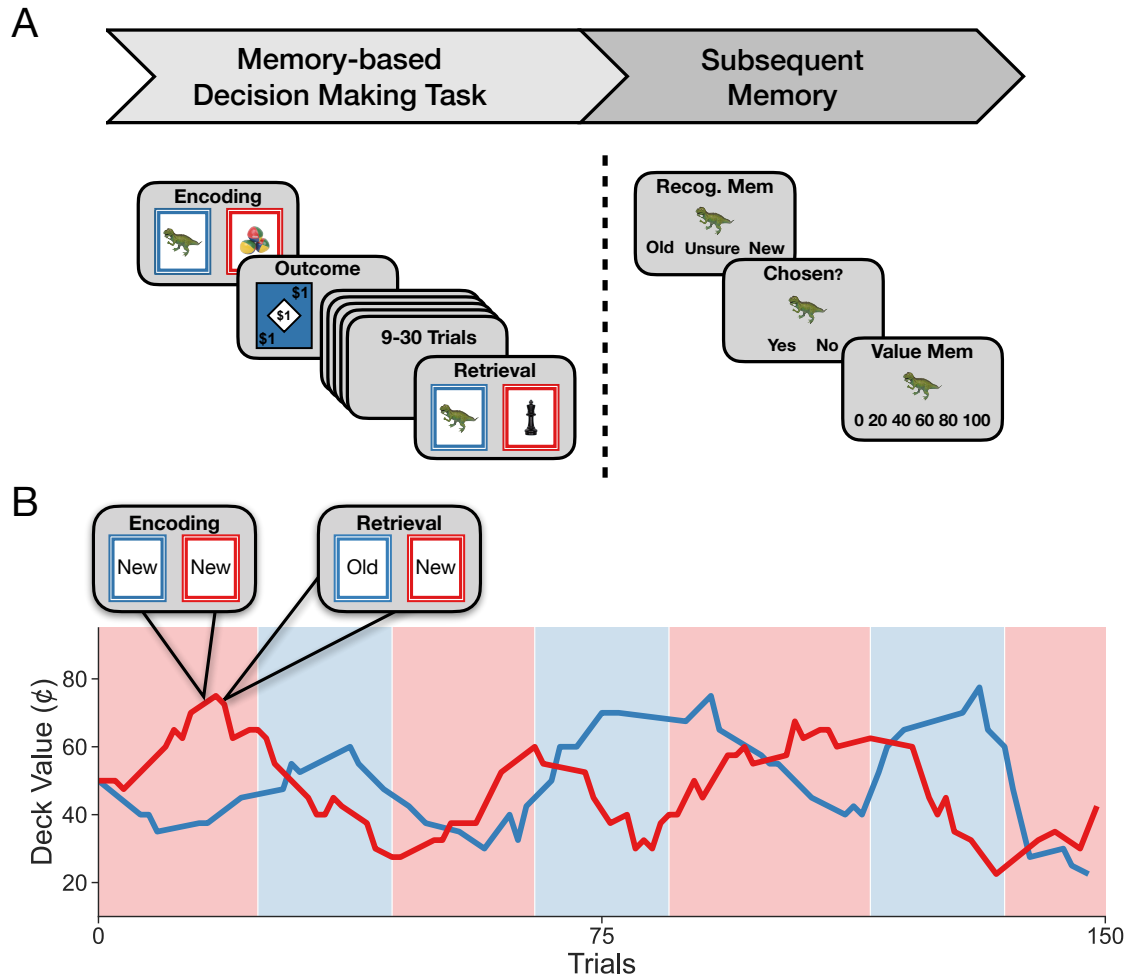 A
Memory-based
Decision Making Task
Subsequent
Memory
Encoding
Outcome
$1
$1
$1
9-30 Trials
Retrieval
Recog. Mem
Old Unsure New
Chosen?
Yes No
Value Mem
0 20 40 60 80 100
B
Encoding
New New
Retrieval
Old New
Deck Value (¢)
80
60
40
20
0 75 150
Trials